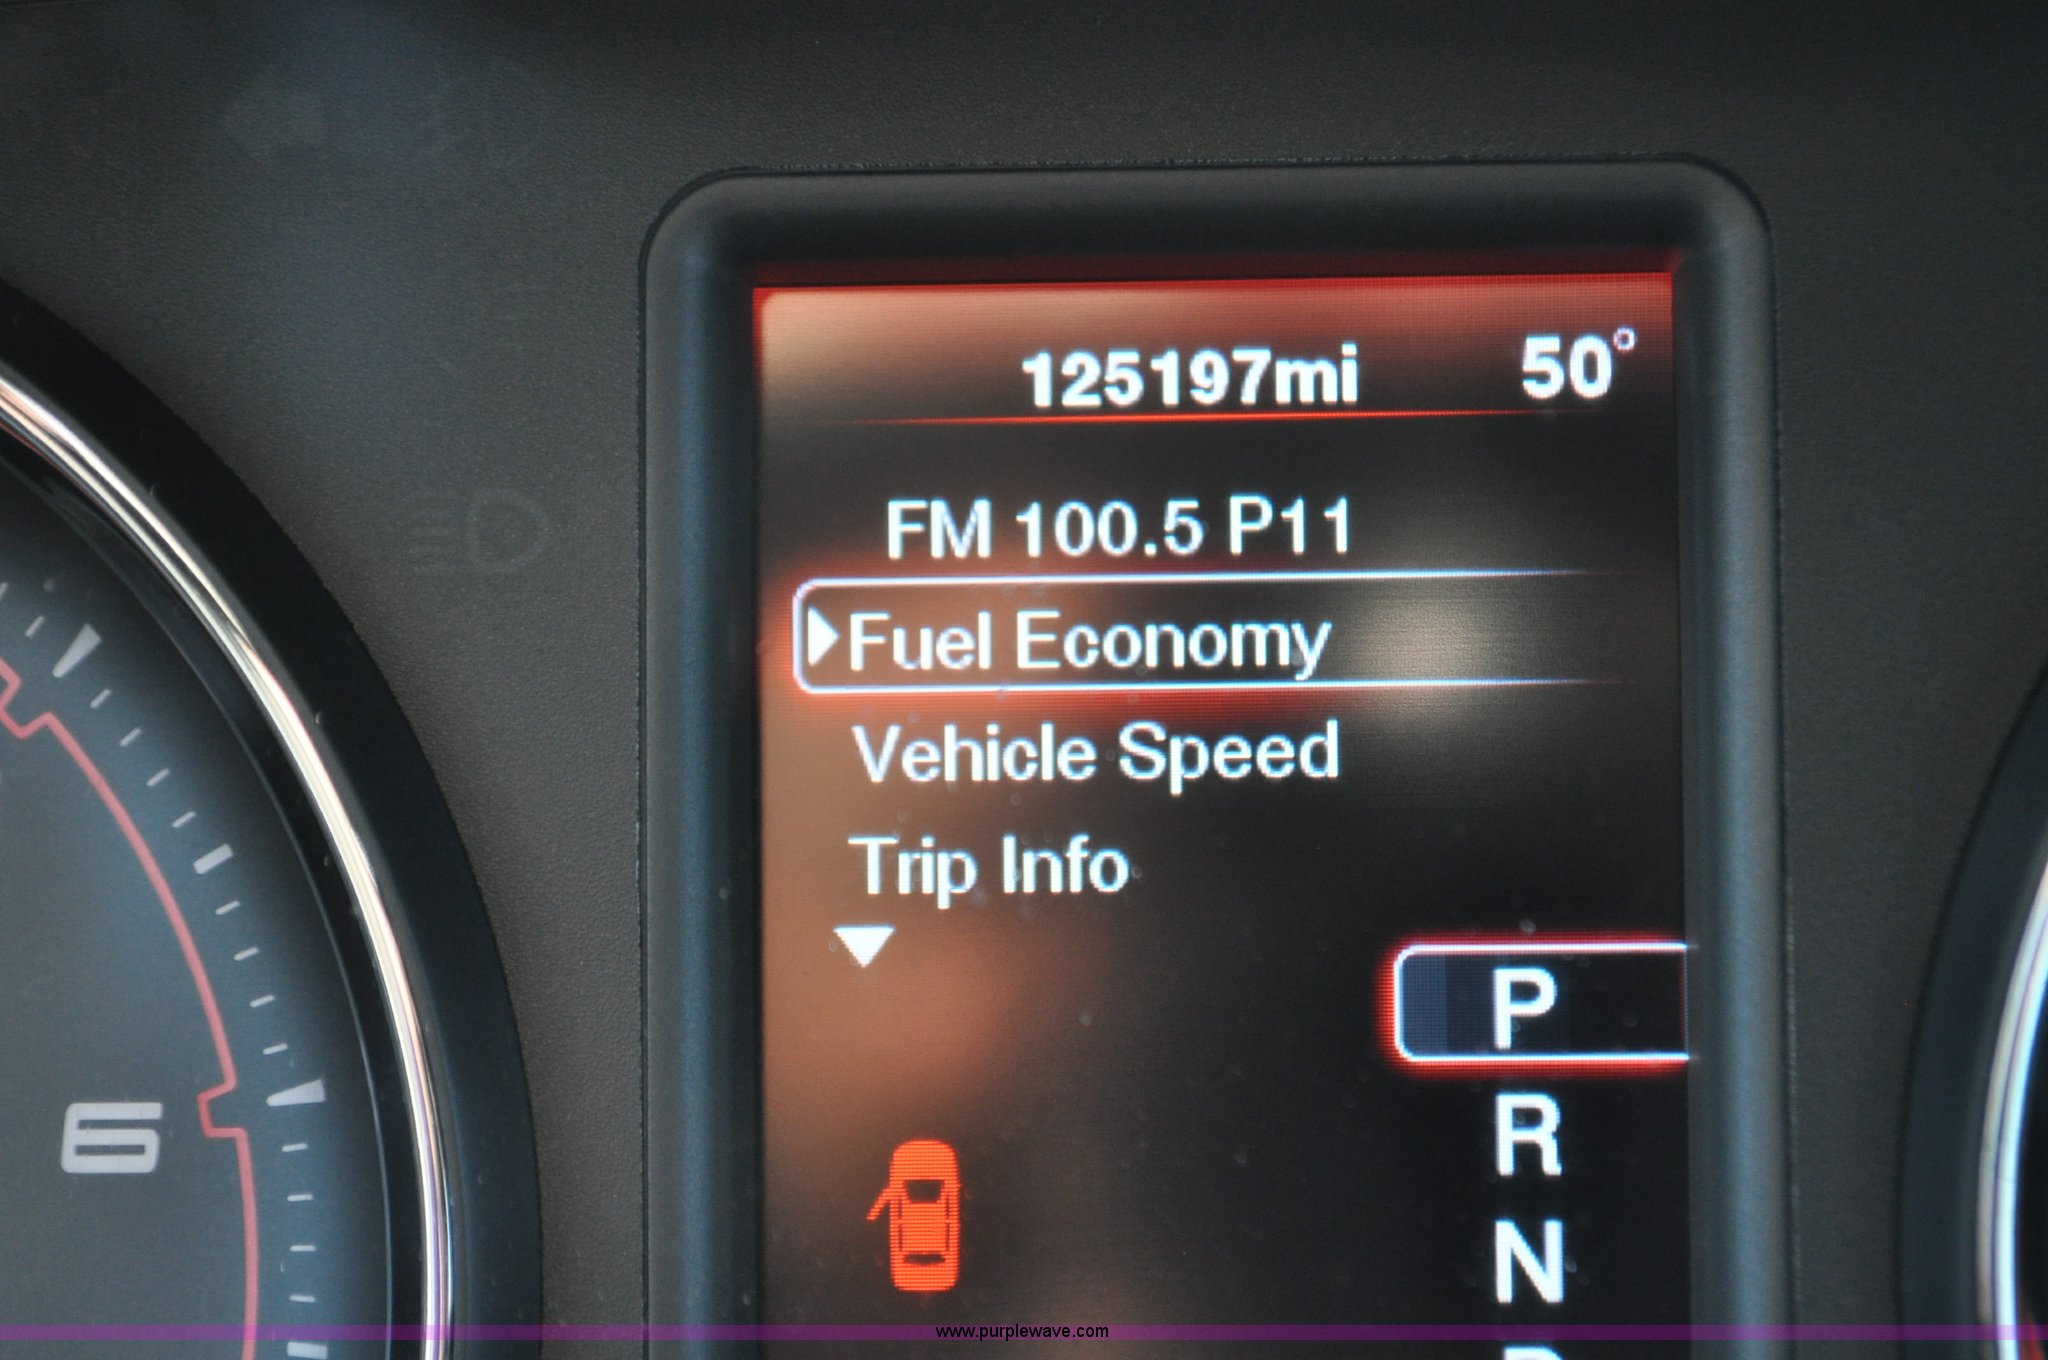 125197mi 50°
FM 100.5 P11
Fuel Economy
Vehicle Speed
Trip Info
P
R
N
6
www.purplewave.com